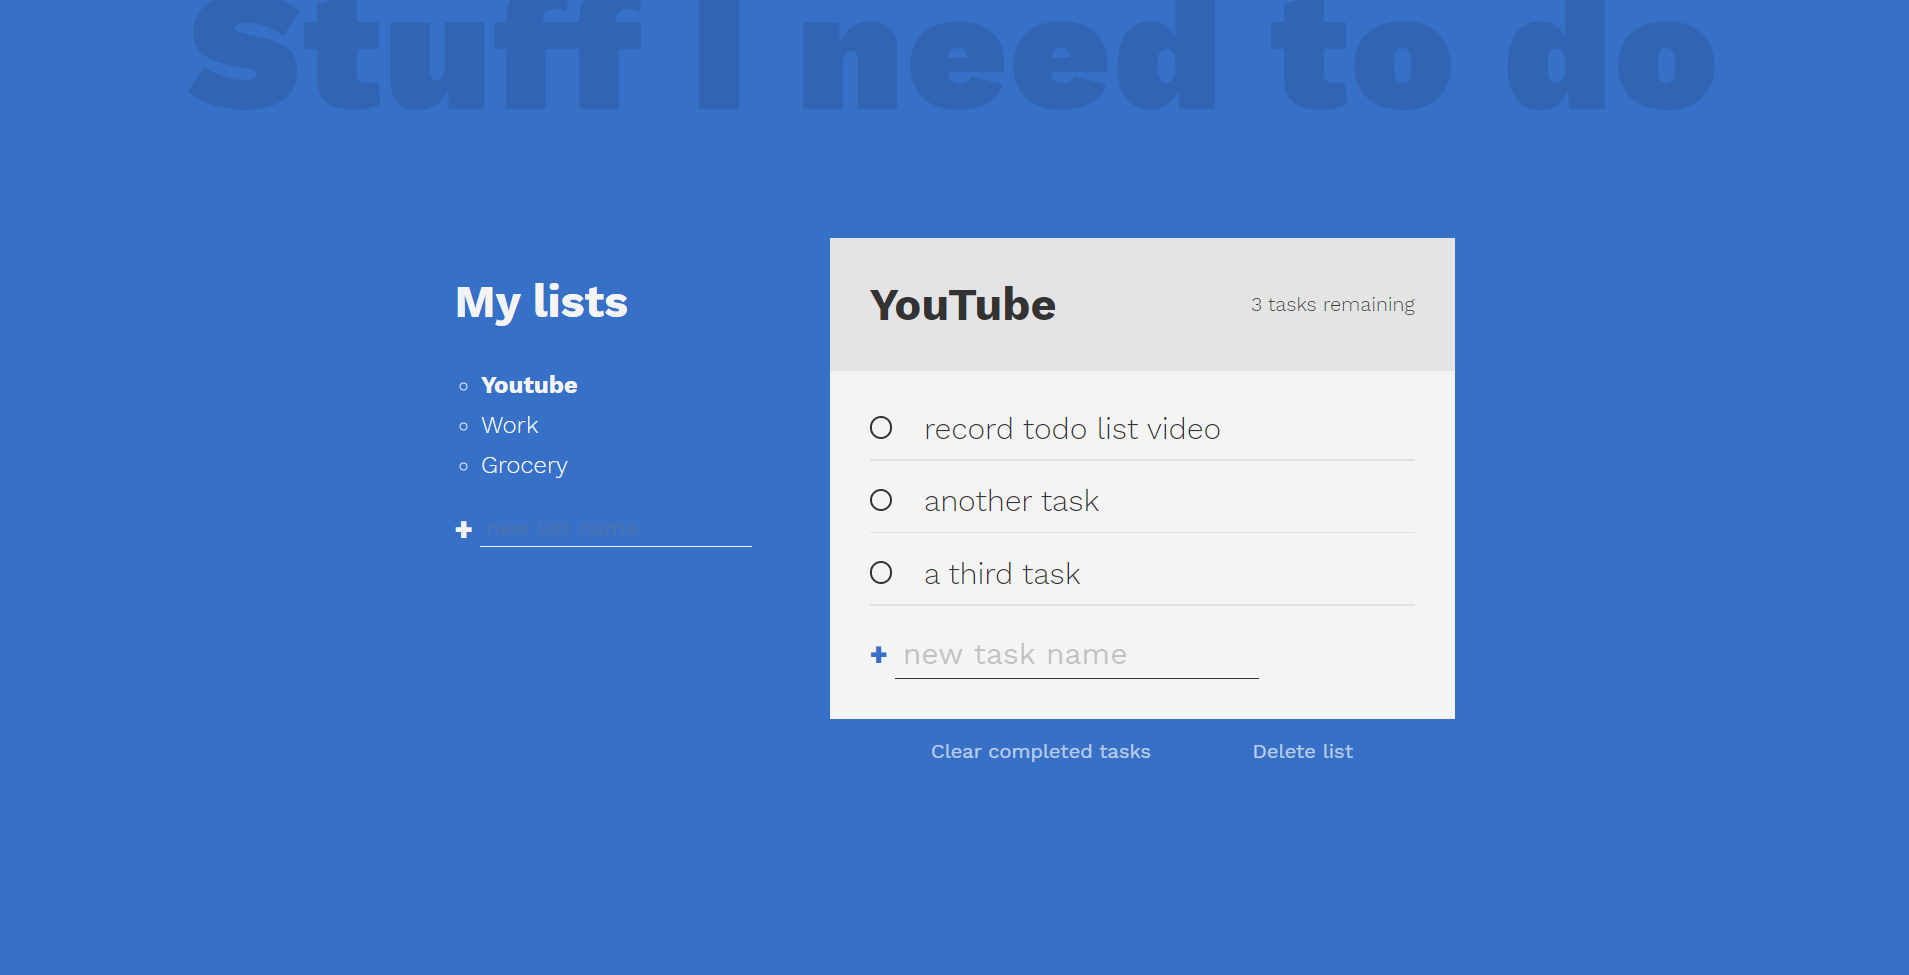 Stuff I need to do
My lists
Youtube
Work
Grocery
+ new list name
YouTube
3 tasks remaining
record todo list video
another task
a third task
+ new task name
Clear completed tasks
Delete list